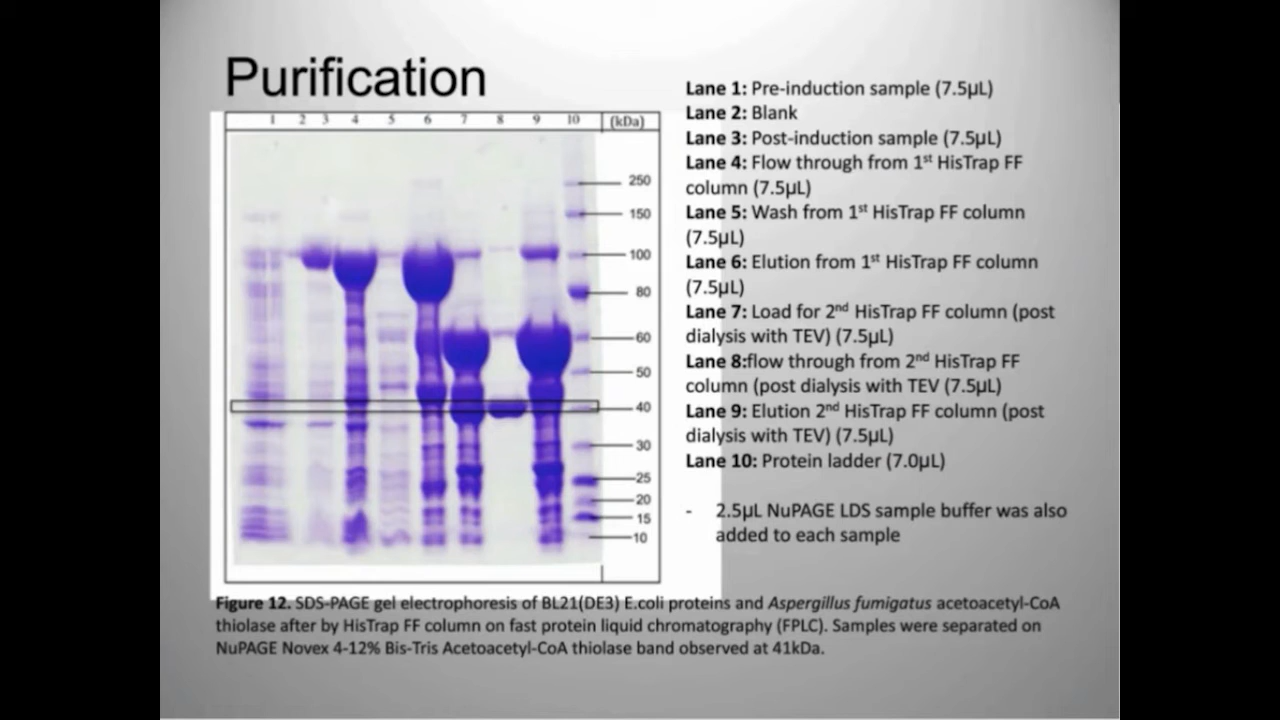 Purification
1 2 3 4 5 6 7 8 9 10 (kDa)
250
150
100
80
60
50
40
30
25
20
15
10
Lane 1: Pre-induction sample (7.5µL)
Lane 2: Blank
Lane 3: Post-induction sample (7.5µL)
Lane 4: Flow through from 1st HisTrap FF
column (7.5µL)
Lane 5: Wash from 1st HisTrap FF column
(7.5µL)
Lane 6: Elution from 1st HisTrap FF column
(7.5µL)
Lane 7: Load for 2nd HisTrap FF column (post
dialysis with TEV) (7.5µL)
Lane 8:flow through from 2nd HisTrap FF
column (post dialysis with TEV (7.5µL)
Lane 9: Elution 2nd HisTrap FF column (post
dialysis with TEV) (7.5µL)
Lane 10: Protein ladder (7.0µL)
- 2.5µL NuPAGE LDS sample buffer was also
added to each sample
Figure 12. SDS-PAGE gel electrophoresis of BL21(DE3) E.coli proteins and Aspergillus fumigatus acetoacetyl-CoA
thiolase after by HisTrap FF column on fast protein liquid chromatography (FPLC). Samples were separated on
NuPAGE Novex 4-12% Bis-Tris Acetoacetyl-CoA thiolase band observed at 41kDa.